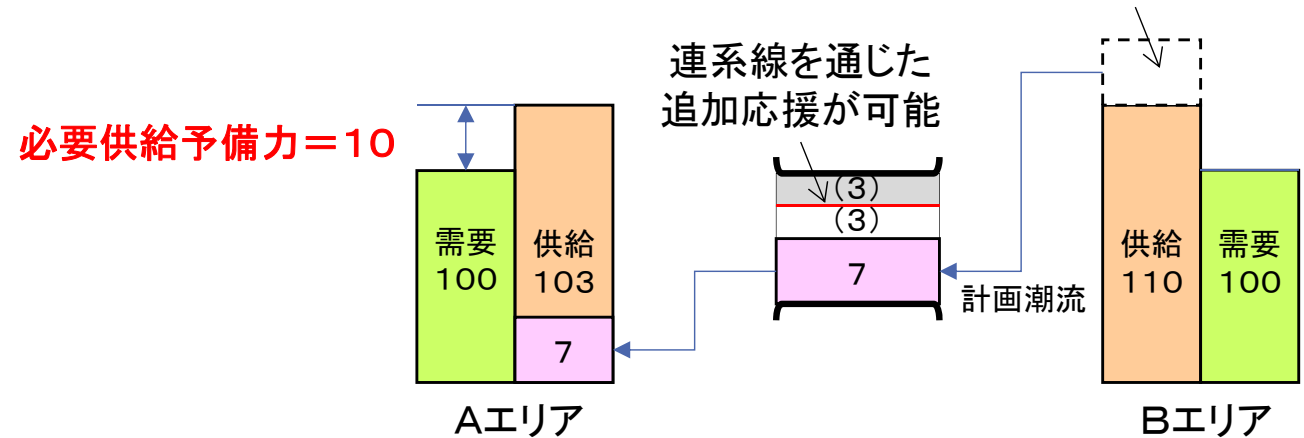 連系線を通じた
追加応援が可能
必要供給予備力＝１０
需要
１００
供給
１０３
７
Ａエリア
（３）
（３）
７
計画潮流
供給
１１０
需要
１００
Ｂエリア